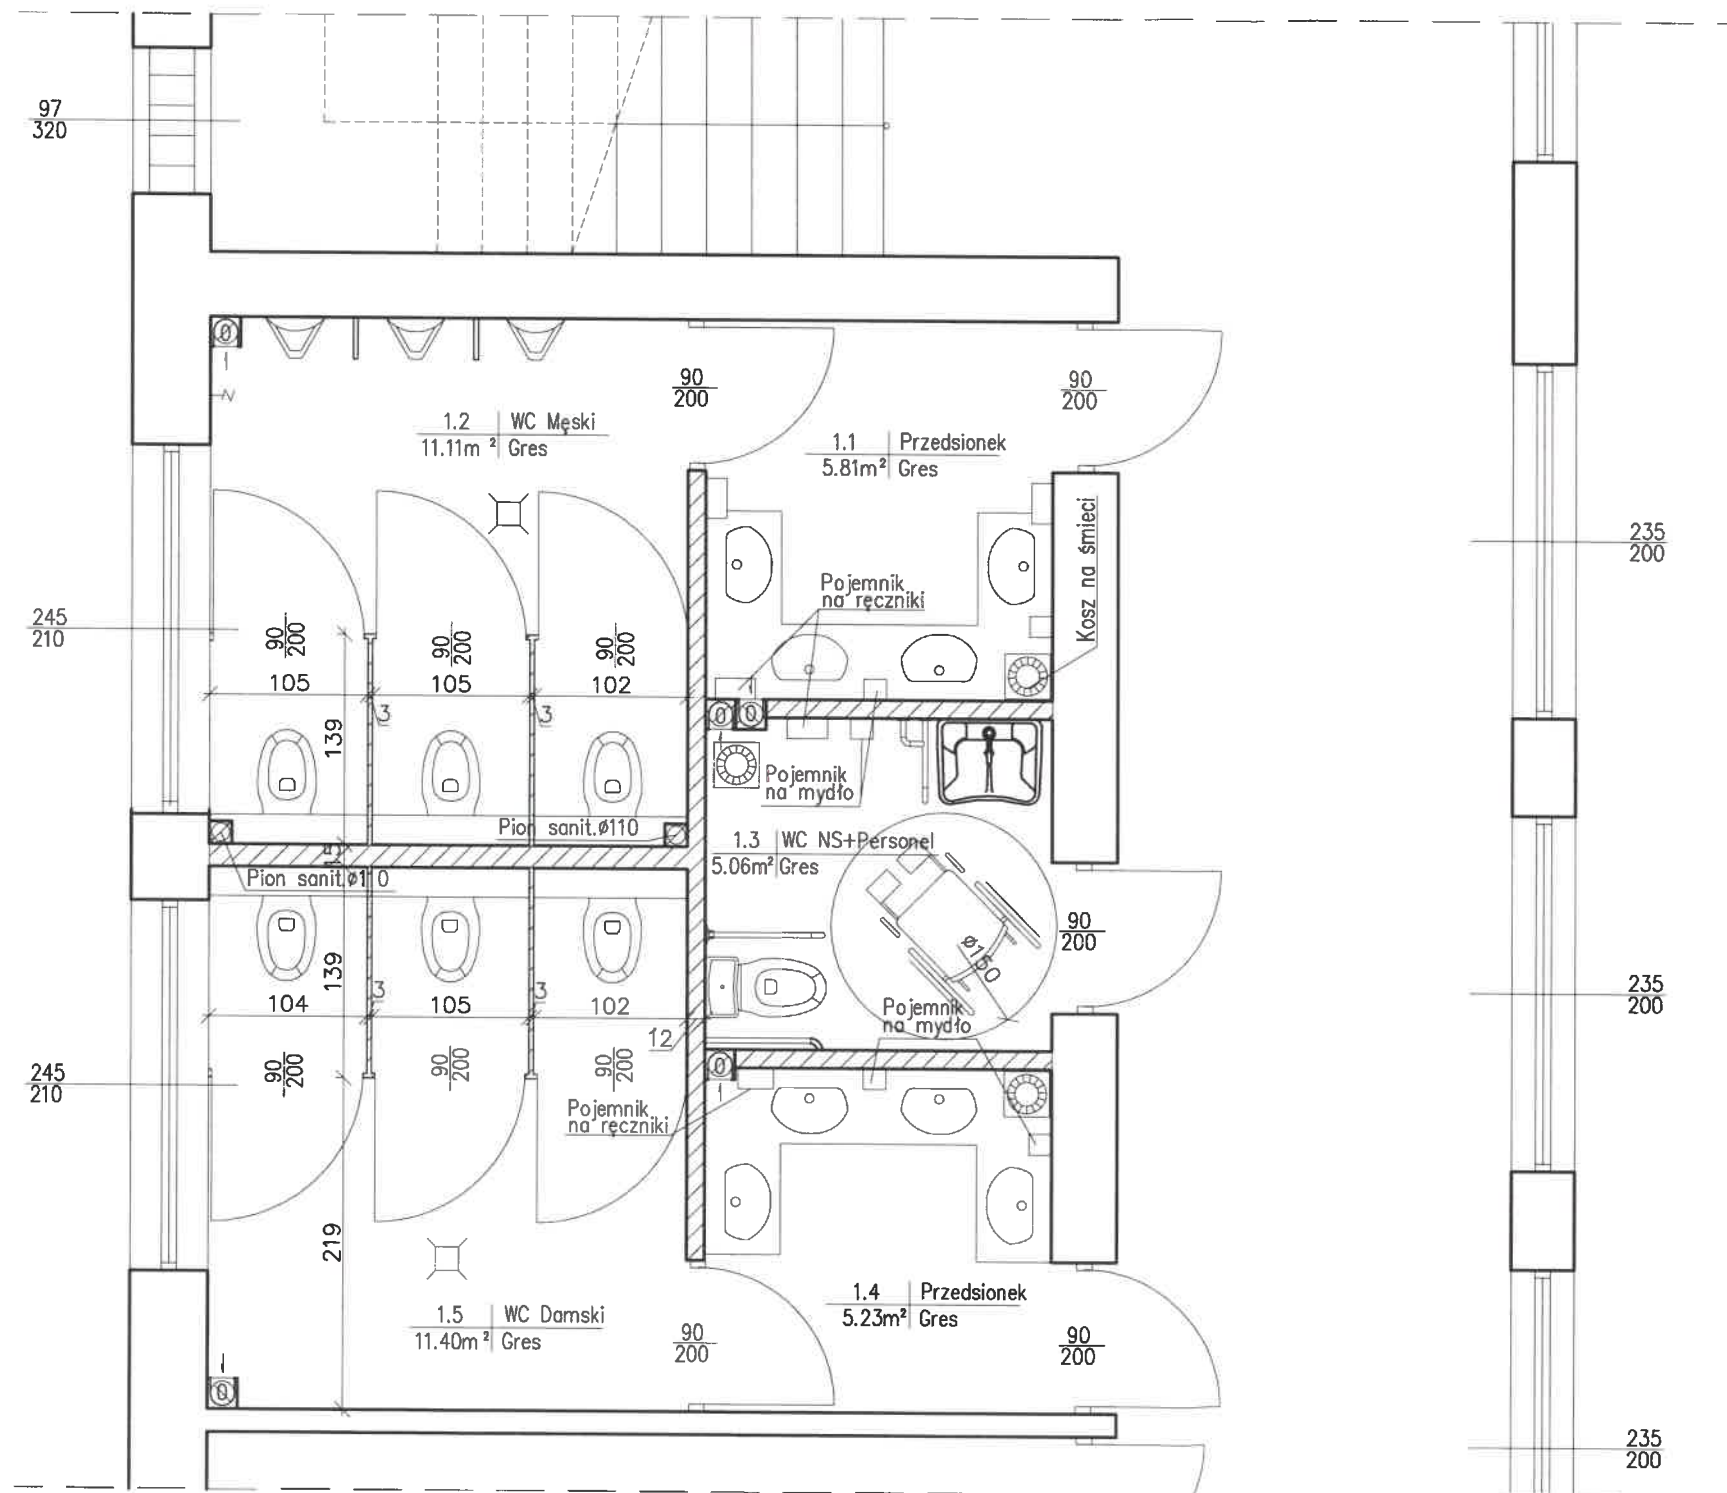 97
320
90
200
90
200
1.2 WC Męski
11.11m² Gres
1.1 Przedsionek
5.81m² Gres
Kosz na śmieci
235
200
Pojemnik
na ręczniki
245
210
90
200
90
200
90
200
105
105
102
3
3
139
Pojemnik
na mydło
Pion sanit.ø110
1.3 WC NS+Personel
5.06m² Gres
Pion sanit.ø110
90
200
ø150
139
104
3
105
3
102
12
235
200
Pojemnik
na mydło
245
210
90
200
90
200
90
200
Pojemnik
na ręczniki
219
1.4 Przedsionek
5.23m² Gres
1.5 WC Damski
11.40m² Gres
90
200
90
200
235
200